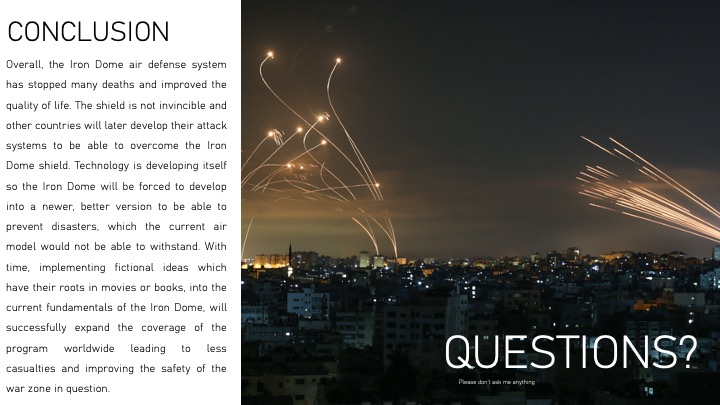 CONCLUSION
Overall, the Iron Dome air defense system
has stopped many deaths and improved the
quality of life. The shield is not invincible and
other countries will later develop their attack
systems to be able to overcome the Iron
Dome shield. Technology is developing itself
so the Iron Dome will be forced to develop
into a newer, better version to be able to
prevent disasters, which the current air
model would not be able to withstand. With
time, implementing fictional ideas which
have their roots in movies or books, into the
current fundamentals of the Iron Dome, will
successfully expand the coverage of the
program worldwide leading to less
casualties and improving the safety of the
war zone in question.
QUESTIONS?
Please don't ask me anything